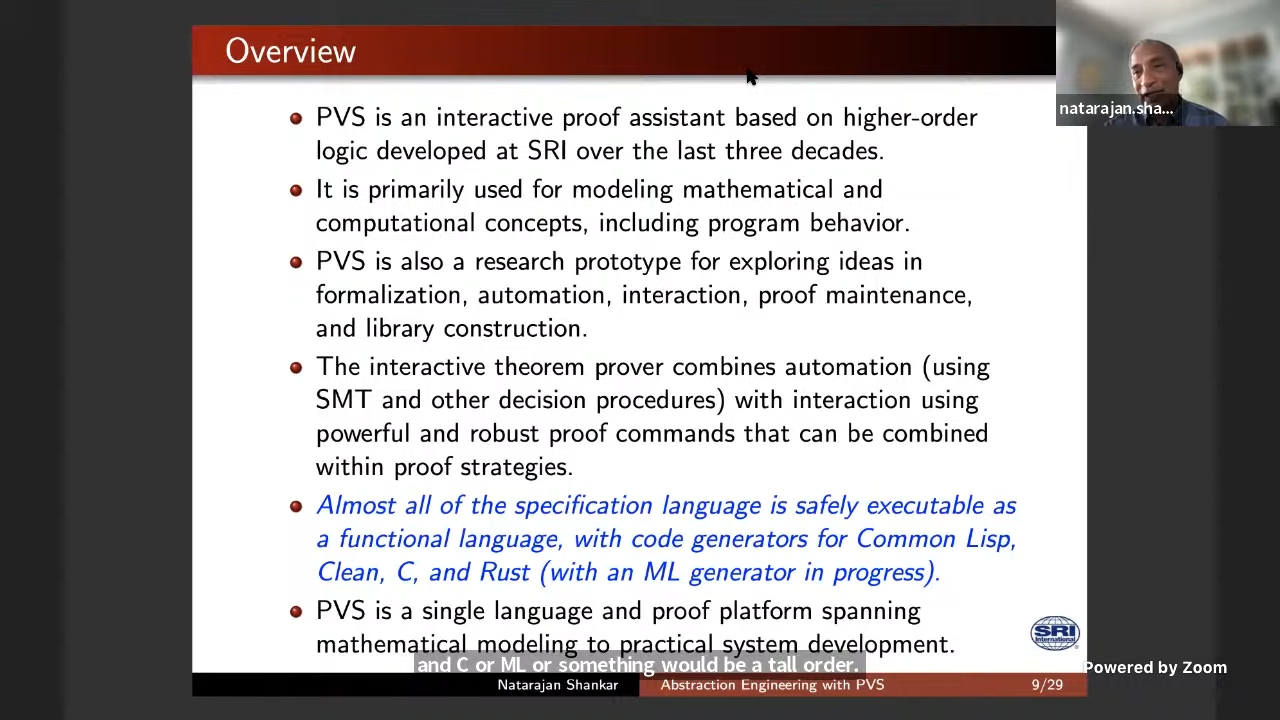 Overview
natarajan.sha...
PVS is an interactive proof assistant based on higher-order
logic developed at SRI over the last three decades.
It is primarily used for modeling mathematical and
computational concepts, including program behavior.
PVS is also a research prototype for exploring ideas in
formalization, automation, interaction, proof maintenance,
and library construction.
The interactive theorem prover combines automation (using
SMT and other decision procedures) with interaction using
powerful and robust proof commands that can be combined
within proof strategies.
Almost all of the specification language is safely executable as
a functional language, with code generators for Common Lisp,
Clean, C, and Rust (with an ML generator in progress).
PVS is a single language and proof platform spanning
mathematical modeling to practical system development.
SRI
International
and C or ML or something would be a tall order.
Powered by Zoom
Natarajan Shankar
Abstraction Engineering with PVS
9/29